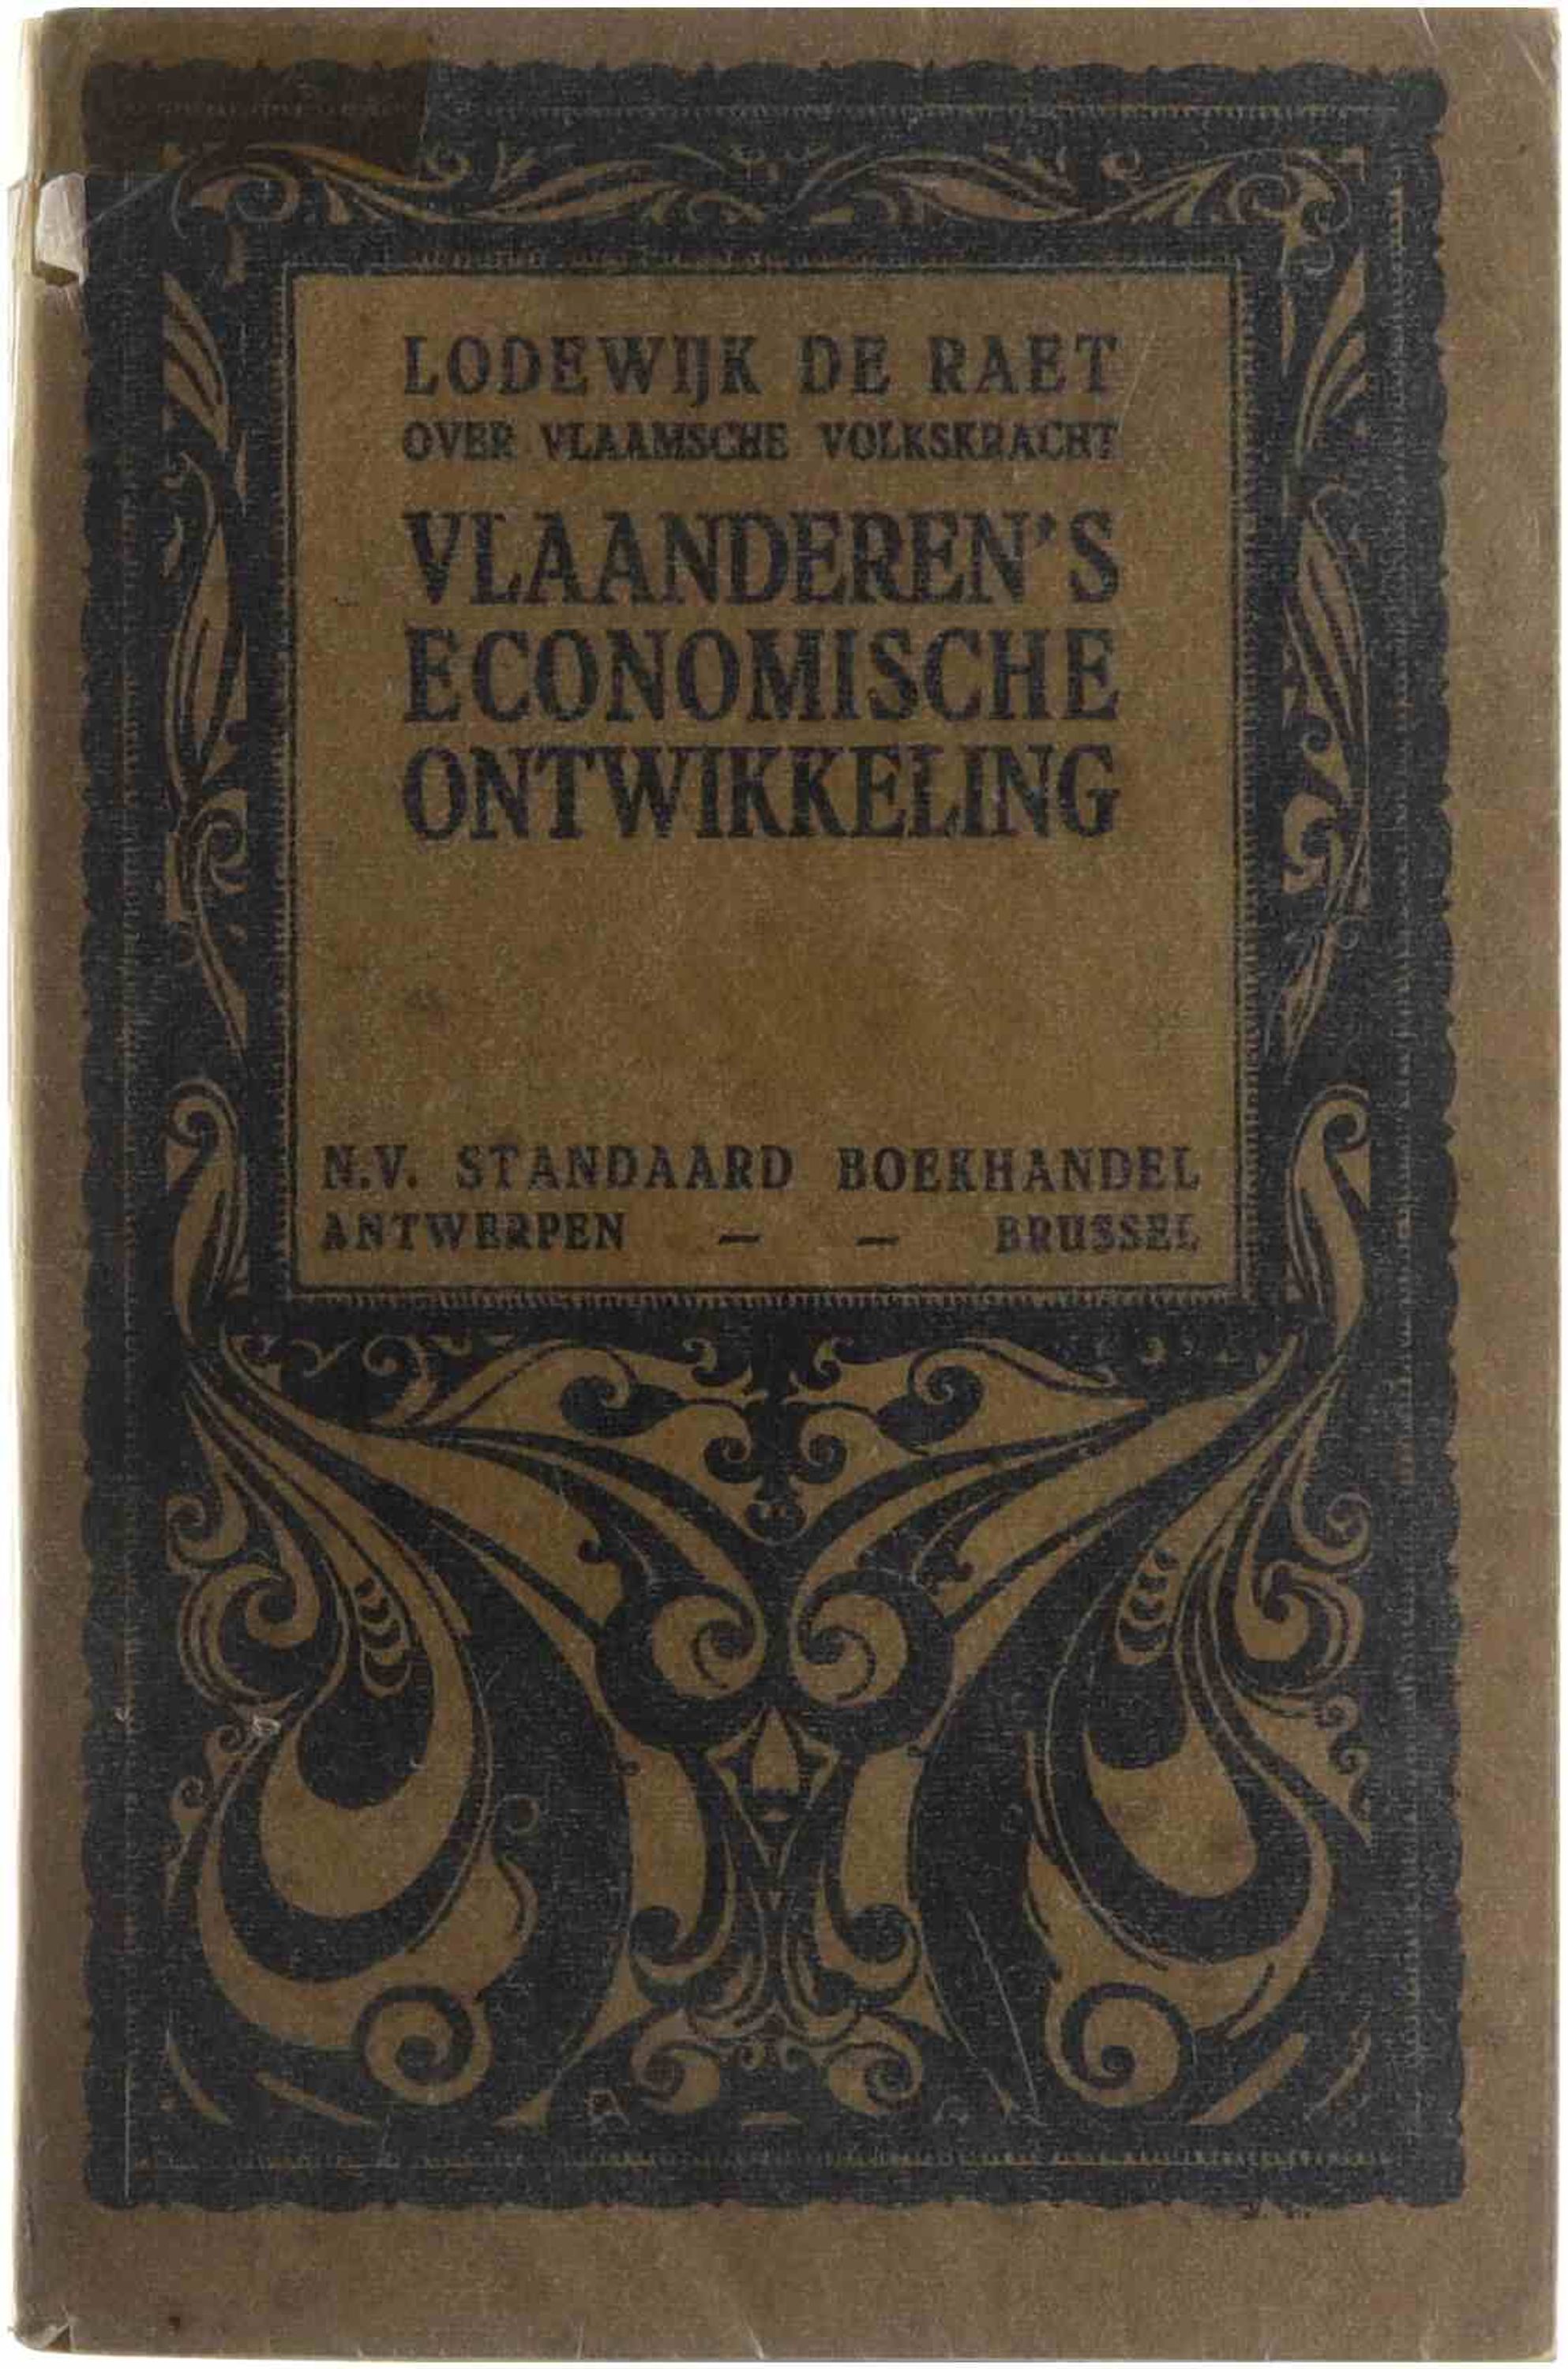 LODEWIJK DE RAET
OVER VLAAMSCHE VOLKSKRACHT
VLAANDEREN'S
ECONOMISCHE
ONTWIKKELING
N.V. STANDAARD BOEKHANDEL
ANTWERPEN — — BRUSSEL